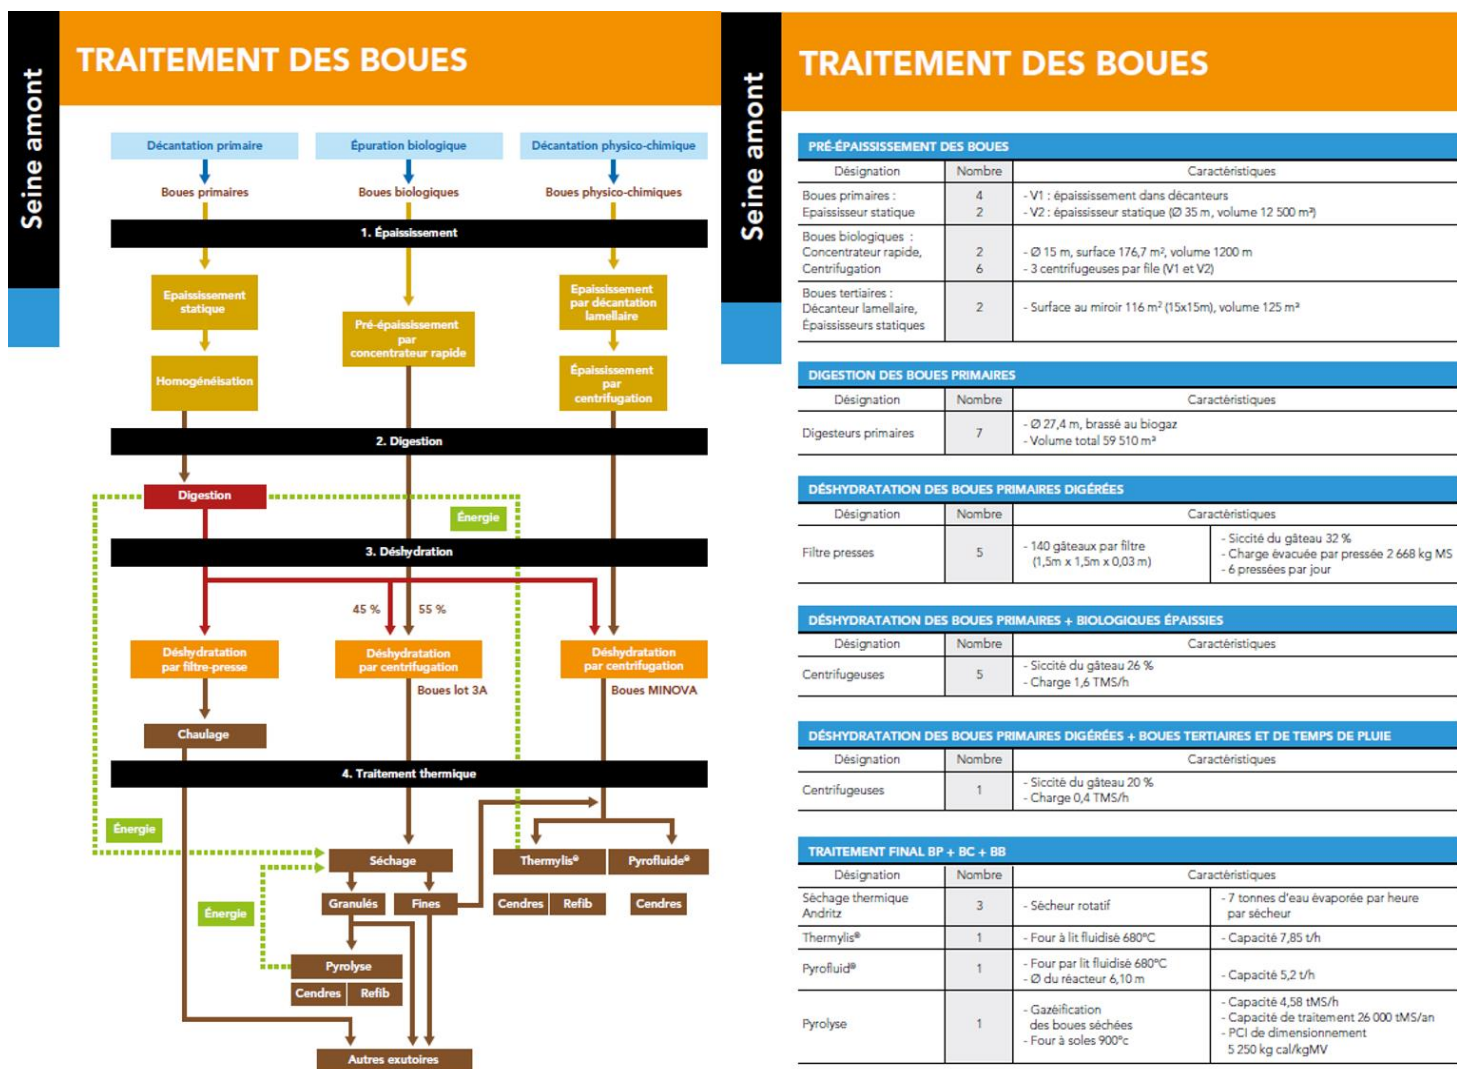 Seine amont
TRAITEMENT DES BOUES
Décantation primaire
Épuration biologique
Décantation physico-chimique
Boues primaires
Boues biologiques
Boues physico-chimiques
1. Épaississement
Epaississement
statique
Pré-épaississement
par
concentrateur rapide
Epaississement
par décantation
lamellaire
Homogénéisation
Épaississement
par
centrifugation
2. Digestion
Digestion
Énergie
3. Déshydration
45 %
55 %
Déshydratation
par filtre-presse
Déshydratation
par centrifugation
Déshydratation
par centrifugation
Boues lot 3A
Boues MINOVA
Chaulage
4. Traitement thermique
Énergie
Séchage
Thermylis®
Pyrofluide®
Granulés
Fines
Cendres
Refib
Cendres
Énergie
Pyrolyse
Cendres
Refib
Autres exutoires
Seine amont
TRAITEMENT DES BOUES
PRÉ-ÉPAISSISSEMENT DES BOUES
Désignation Nombre Caractéristiques
Boues primaires : 4 - V1 : épaississement dans décanteurs
Epaisseur statique 2 - V2 : épaississeur statique (Ø 35 m, volume 12 500 m³)
Boues biologiques :
Concentrateur rapide, 2 - Ø 15 m, surface 176,7 m², volume 1200 m
Centrifugation 6 - 3 centrifugeuses par file (V1 et V2)
Boues tertiaires :
Décanteur lamellaire, 2 - Surface au miroir 116 m² (15x15m), volume 125 m³
Épaississeurs statiques
DIGESTION DES BOUES PRIMAIRES
Désignation Nombre Caractéristiques
Digesteurs primaires 7 - Ø 27,4 m, brassé au biogaz
- Volume total 59 510 m³
DÉSHYDRATATION DES BOUES PRIMAIRES DIGÉRÉES
Désignation Nombre Caractéristiques
Filtre presses 5 - 140 gâteaux par filtre
(1,5m x 1,5m x 0,03 m)
- Siccité du gâteau 32 %
- Charge évacuée par pressée 2 668 kg MS
- 6 pressées par jour
DÉSHYDRATATION DES BOUES PRIMAIRES + BIOLOGIQUES ÉPAISSIES
Désignation Nombre Caractéristiques
Centrifugeuses 5 - Siccité du gâteau 26 %
- Charge 1,6 TMS/h
DÉSHYDRATATION DES BOUES PRIMAIRES DIGÉRÉES + BOUES TERTIAIRES ET DE TEMPS DE PLUIE
Désignation Nombre Caractéristiques
Centrifugeuses 1 - Siccité du gâteau 20 %
- Charge 0,4 TMS/h
TRAITEMENT FINAL BP + BC + BB
Désignation Nombre Caractéristiques
Séchage thermique
Andritz 3 - Sécheur rotatif
- 7 tonnes d'eau évaporée par heure
par sécheur
Thermylis® 1 - Four à lit fluidisé 680°C - Capacité 7,85 t/h
Pyrofluid® 1 - Four par lit fluidisé 680°C
- Ø du réacteur 6,10 m
- Capacité 5,2 t/h
Pyrolyse 1 - Gazéification
des boues séchées
- Four à soles 900°c
- Capacité 4,58 tMS/h
- Capacité de traitement 26 000 tMS/an
- PCI de dimensionnement
5 250 kg cal/kgMV